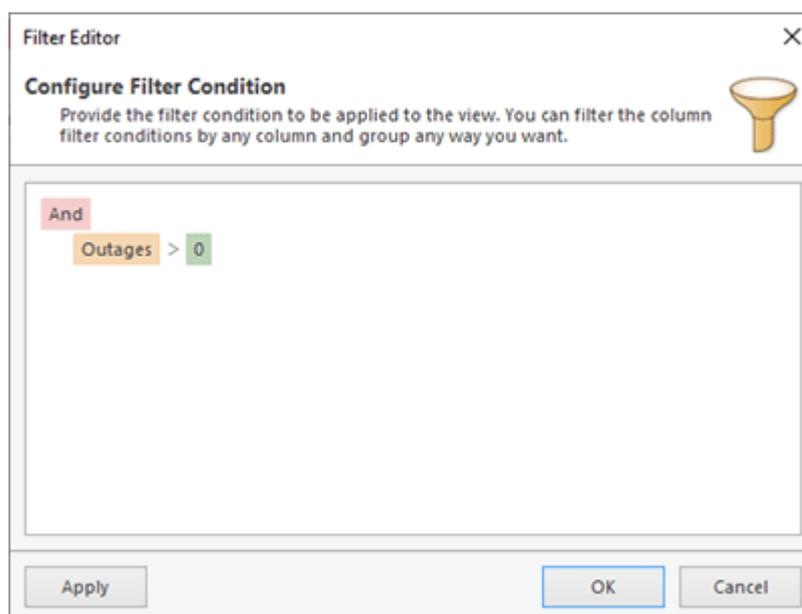 Filter Editor
Configure Filter Condition
Provide the filter condition to be applied to the view. You can filter the column
filter conditions by any column and group any way you want.
And
Outages > 0
Apply OK Cancel